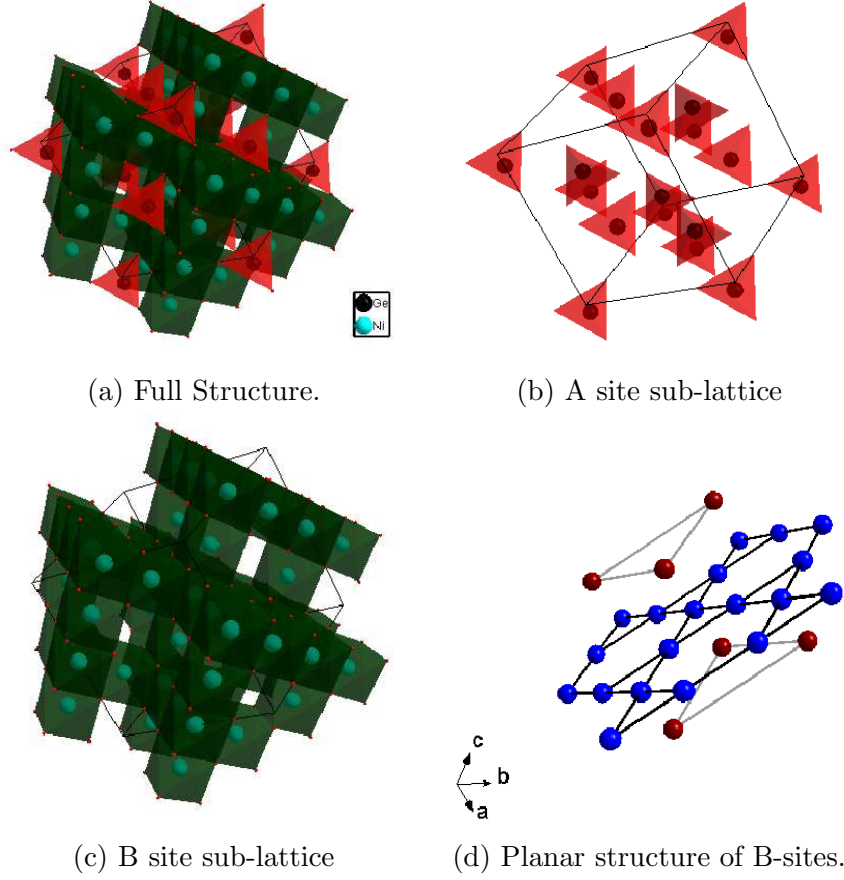 Ge
Ni
(a) Full Structure.
(b) A site sub-lattice
c
b
a
(c) B site sub-lattice
(d) Planar structure of B-sites.